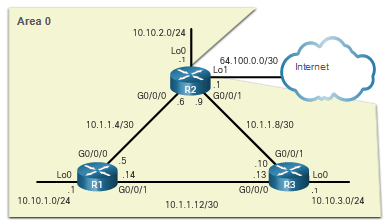 Area 0
10.10.2.0/24
Lo0
.1
64.100.0.0/30
Lo1
.1
Internet
R2
G0/0/0
G0/0/1
.6
.9
10.1.1.4/30
10.1.1.8/30
G0/0/0
G0/0/1
.5
.10
Lo0
.14
.13
Lo0
.1
R1
R3
.1
G0/0/1
G0/0/0
10.10.1.0/24
10.10.3.0/24
10.1.1.12/30